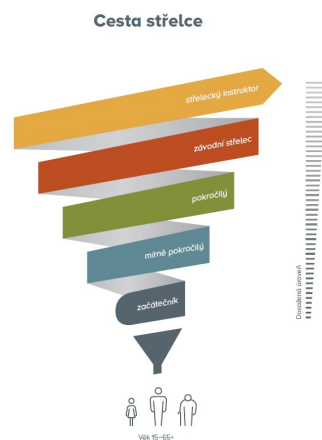 Cesta střelce
střelecký instruktor
závodní střelec
pokročilý
mírně pokročilý
začátečník
Dosažená úroveň
Věk 15–65+